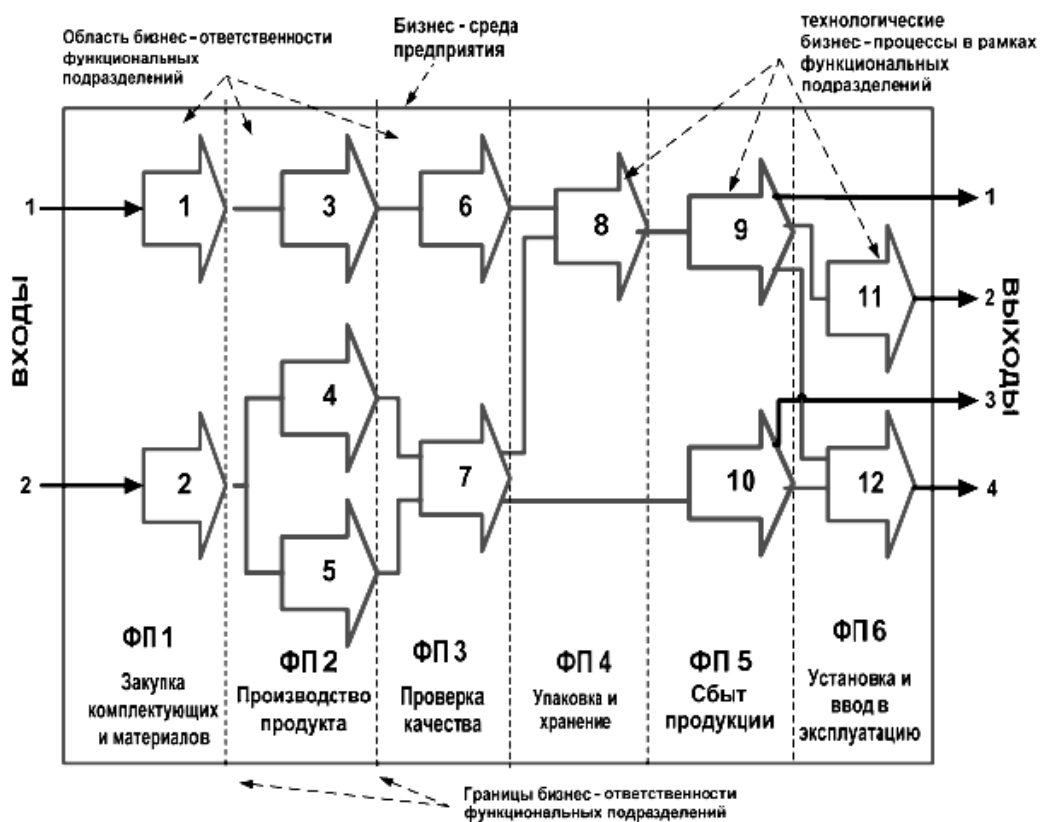 Область бизнес - ответственности
функциональных
подразделений
Бизнес - среда
предприятия
технологические
бизнес - процессы в рамках
функциональных
подразделений
ВХОДЫ
1
2
1
2
3
4
5
6
7
8
9
10
11
12
1
2
3
4
ВЫХОДЫ
ФП 1
Закупка
комплектующих
и материалов
ФП 2
Производство
продукта
ФП 3
Проверка
качества
ФП 4
Упаковка и
хранение
ФП 5
Сбыт
продукции
ФП 6
Установка и
ввод в
эксплуатацию
Границы бизнес - ответственности
функциональных подразделений